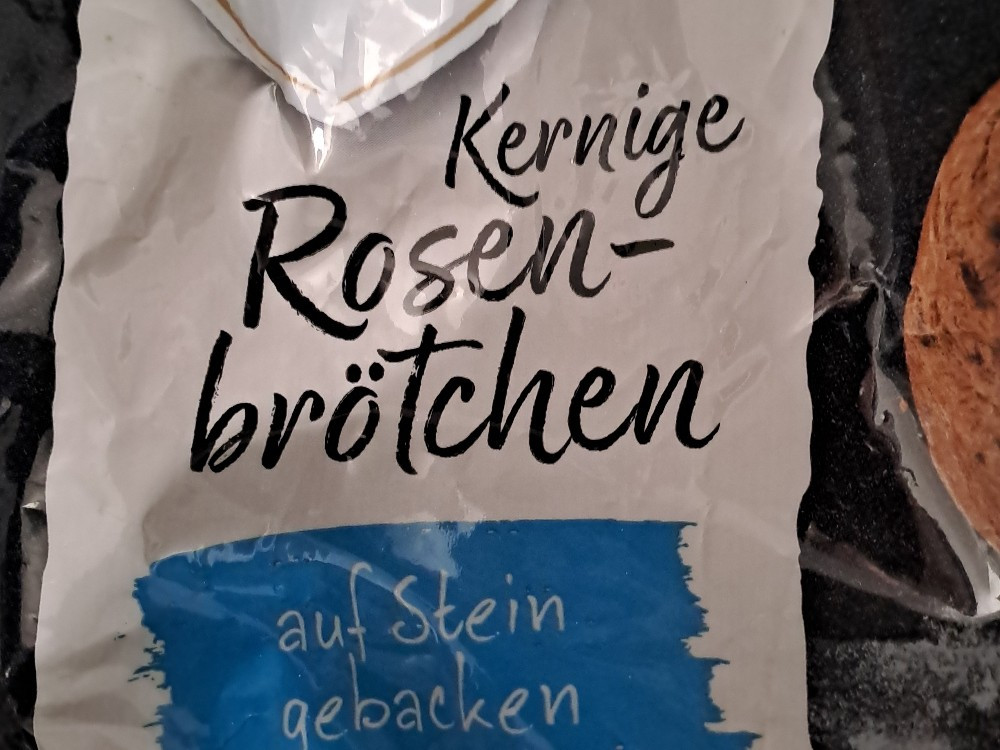 Kernige
Rosen-
brötchen
auf Stein
gebacken